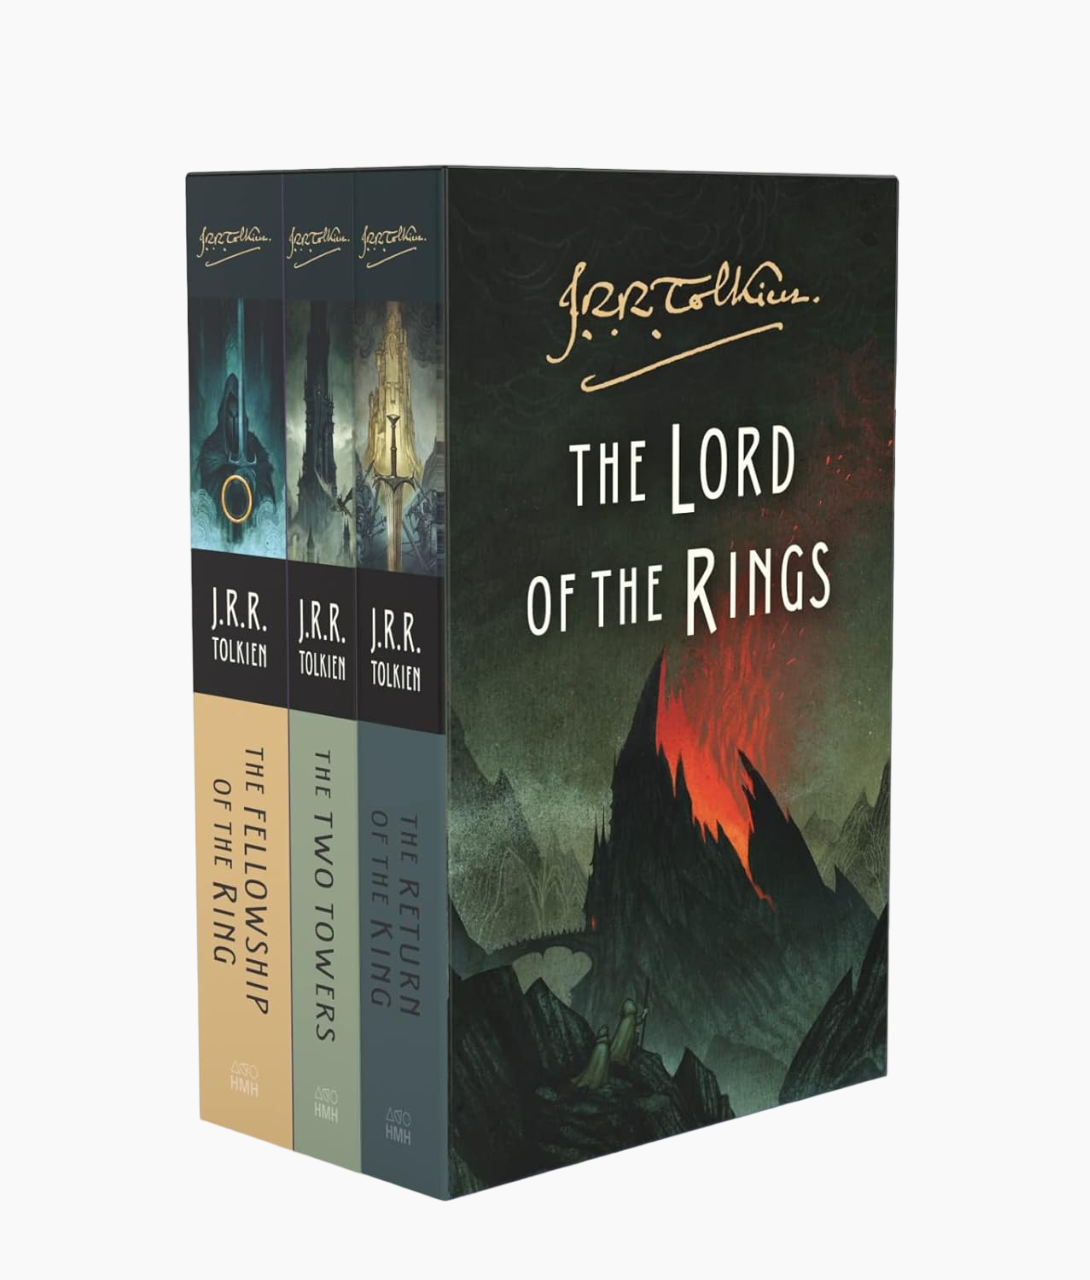 J.R.R. Tolkien.
J.R.R.
TOLKIEN
THE FELLOWSHIP
OF THE RING
HMH
J.R.R. Tolkien.
J.R.R.
TOLKIEN
THE TWO TOWERS
HMH
J.R.R. Tolkien.
J.R.R.
TOLKIEN
THE RETURN
OF THE KING
HMH
J.R.R. Tolkien.
THE LORD
OF THE RINGS